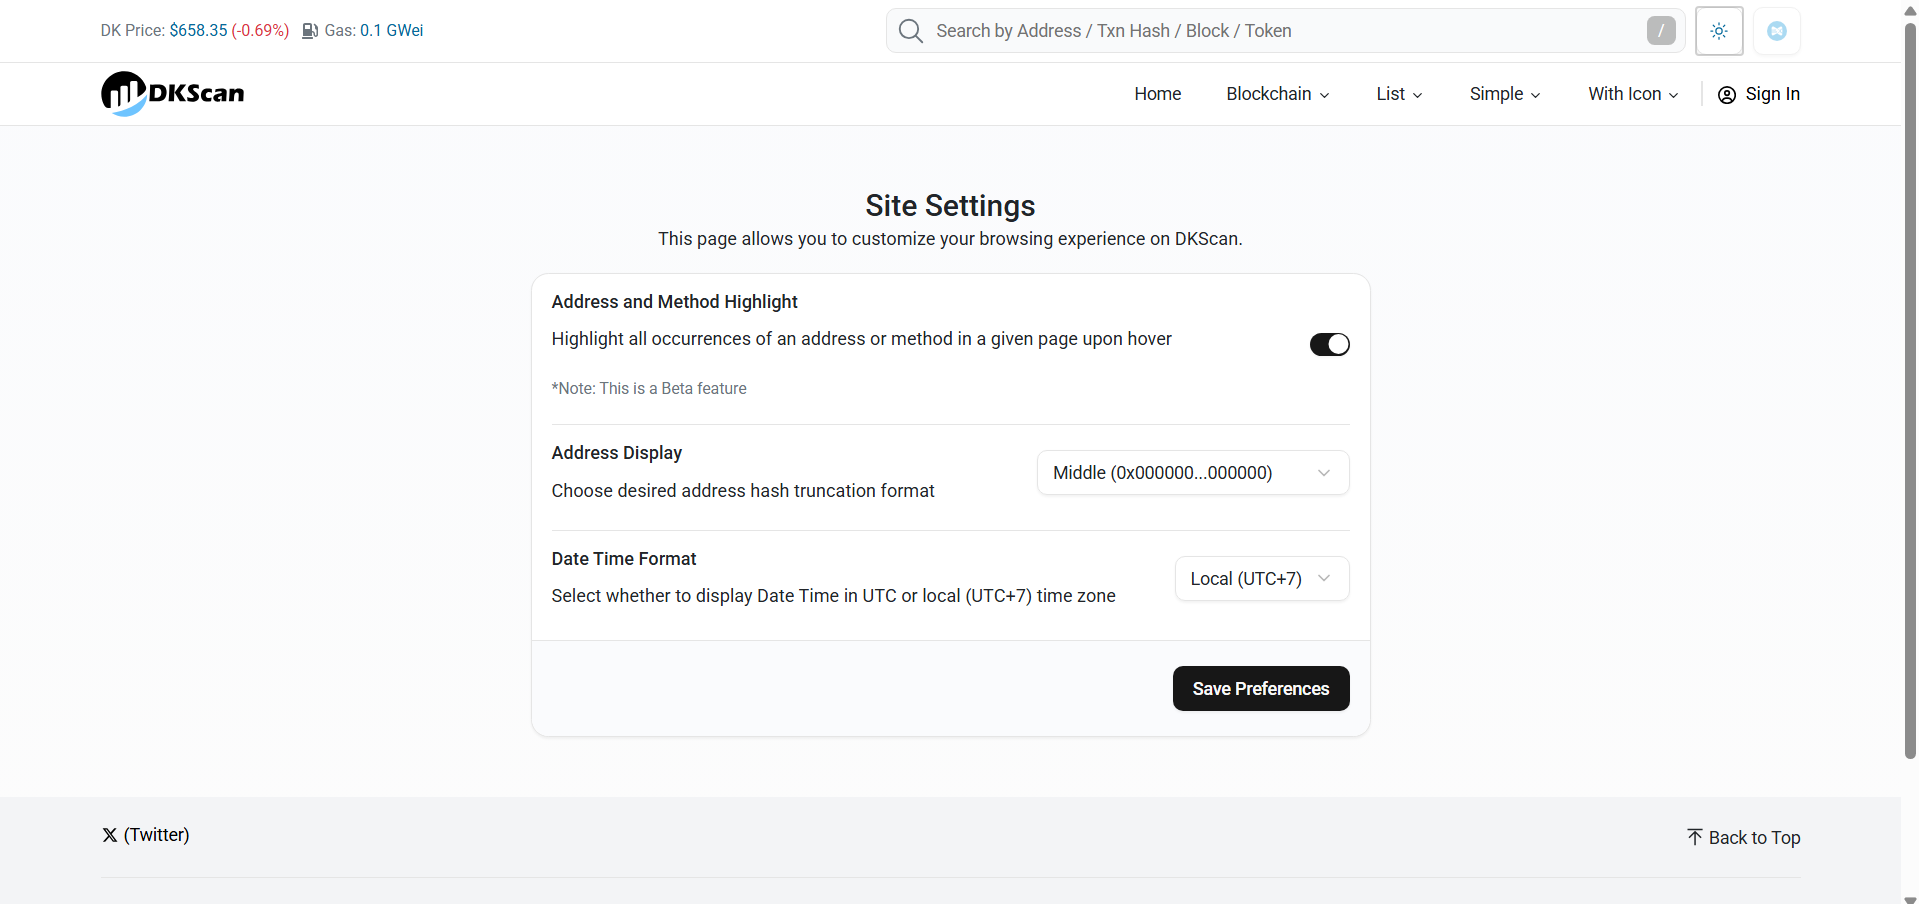 DK Price: $658.35 (-0.69%) Gas: 0.1 GWei
Search by Address / Txn Hash / Block / Token /
DKScan
Home Blockchain List Simple With Icon Sign In
Site Settings
This page allows you to customize your browsing experience on DKScan.
Address and Method Highlight
Highlight all occurrences of an address or method in a given page upon hover
*Note: This is a Beta feature
Address Display
Middle (0x000000...000000)
Choose desired address hash truncation format
Date Time Format
Local (UTC+7)
Select whether to display Date Time in UTC or local (UTC+7) time zone
Save Preferences
X (Twitter)
Back to Top